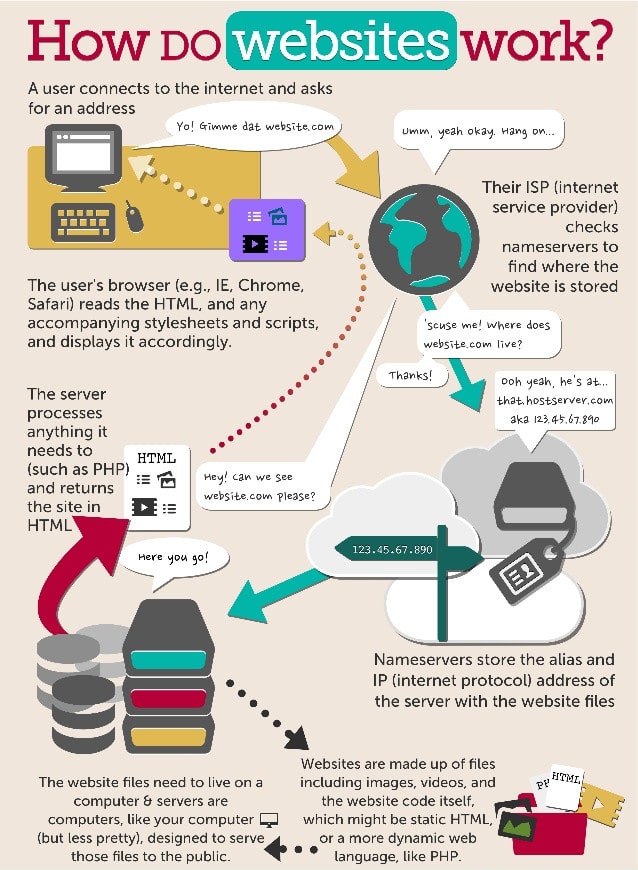 How DO websites work?
A user connects to the internet and asks
for an address
Yo! Gimme dat website.com
Umm, yeah okay. Hang on...
Their ISP (internet
service provider)
checks
nameservers to
find where the
website is stored
The user's browser (e.g., IE, Chrome,
Safari) reads the HTML, and any
accompanying stylesheets and scripts,
and displays it accordingly.
'scuse me! Where does
website.com live?
Thanks!
Ooh yeah, he's at...
that.hostserver.com
aka 123.45.67.890
The server
processes
anything it
needs to
(such as PHP)
and returns
the site in
HTML
HTML
Hey! Can we see
website.com please?
123.45.67.890
Here you go!
Nameservers store the alias and
IP (internet protocol) address of
the server with the website files
The website files need to live on a
computer & servers are
computers, like your computer
(but less pretty), designed to serve
those files to the public.
Websites are made up of files
including images, videos, and
the website code itself,
which might be static HTML,
or a more dynamic web
language, like PHP.
PP
HTML